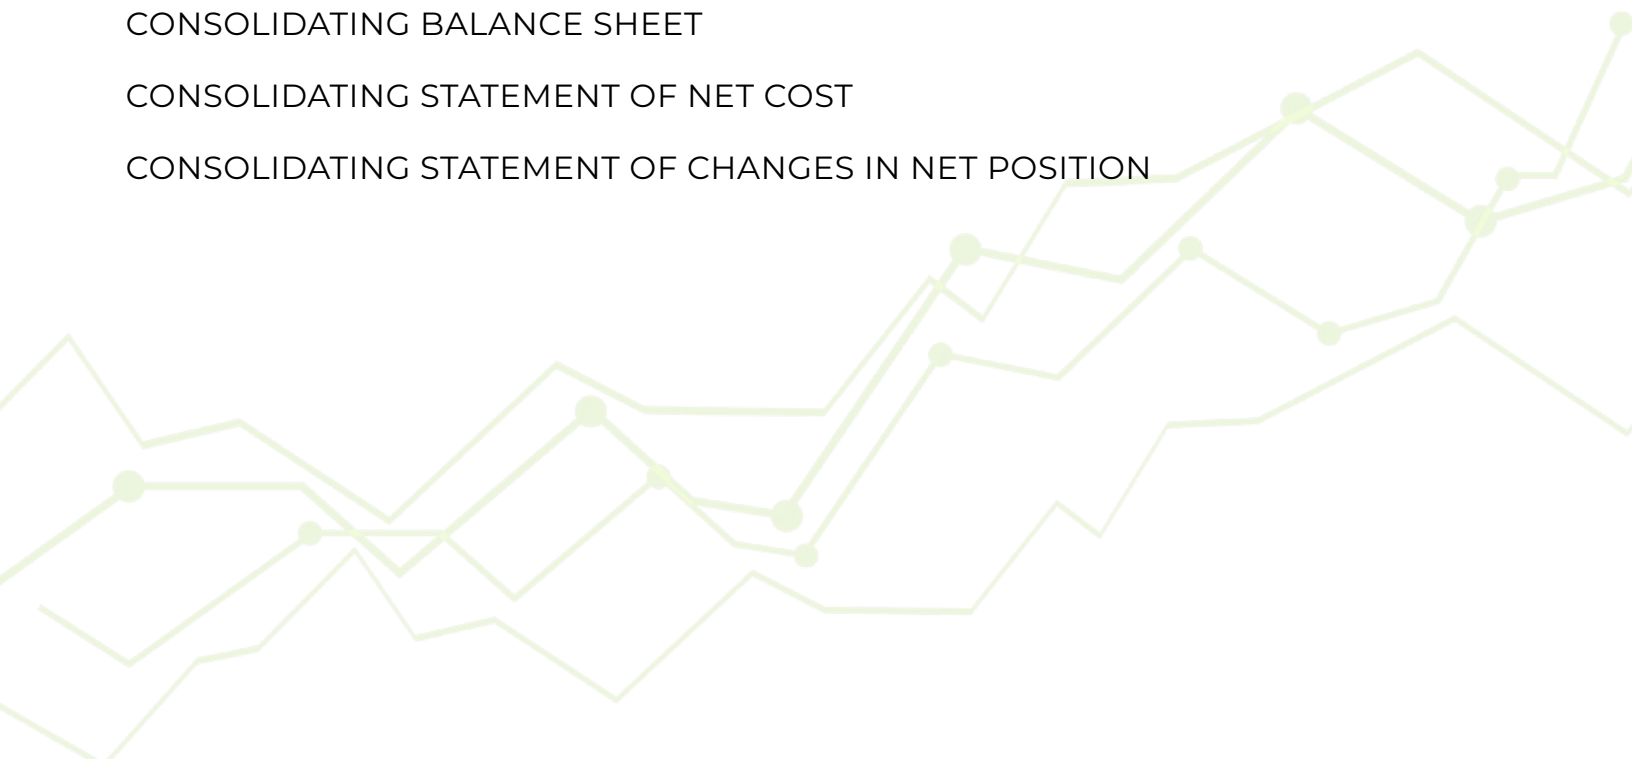 CONSOLIDATING BALANCE SHEET
CONSOLIDATING STATEMENT OF NET COST
CONSOLIDATING STATEMENT OF CHANGES IN NET POSITION